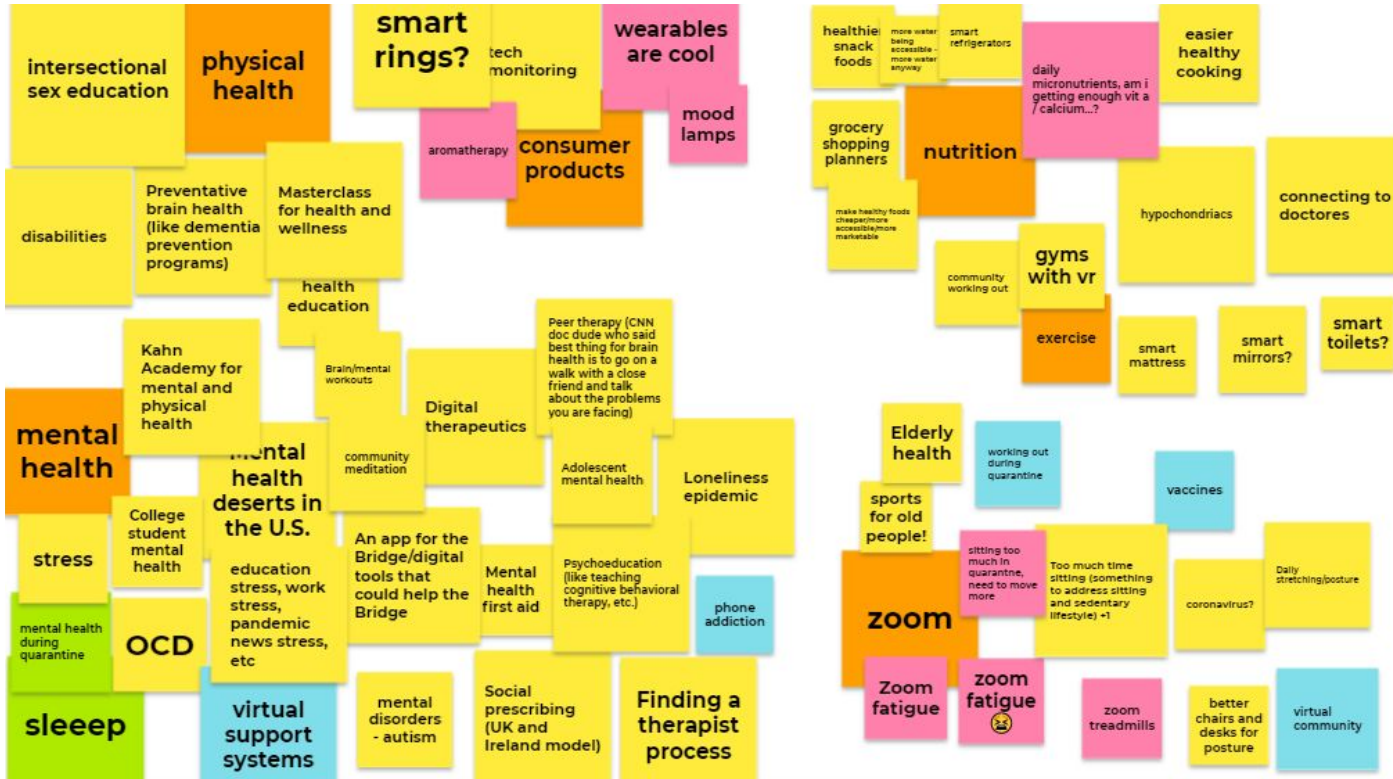 intersectional
sex education
physical
health
smart
rings?
tech
monitoring
wearables
are cool
mood
lamps
aromatherapy
consumer
products
disabilities
Preventative
brain health
(like dementia
prevention
programs)
Masterclass
for health and
wellness
health
education
healthier
snack
foods
more water
being
accessible -
more water
anyway
smart
refrigerators
daily
micronutrients, am i
getting enough vit a
/ calcium...?
easier
healthy
cooking
grocery
shopping
planners
nutrition
make healthy foods
cheaper/more
accessible/more
marketable
hypochondriacs
connecting to
doctores
community
working out
gyms
with vr
exercise
smart
mattress
smart
mirrors?
smart
toilets?
Kahn
Academy for
mental and
physical
health
Brain/mental
workouts
Digital
therapeutics
Peer therapy (CNN
doc dude who said
best thing for brain
health is to go on a
walk with a close
friend and talk
about the problems
you are facing)
mental
health
Mental
health
deserts in
the U.S.
community
meditation
Adolescent
mental health
Loneliness
epidemic
stress
College
student
mental
health
education
stress, work
stress,
pandemic
news stress,
etc
An app for the
Bridge/digital
tools that
could help the
Bridge
Mental
health
first aid
Psychoeducation
(like teaching
cognitive behavioral
therapy, etc.)
phone
addiction
mental health
during
quarantine
OCD
sleeep
virtual
support
systems
mental
disorders
- autism
Social
prescribing
(UK and
Ireland model)
Finding a
therapist
process
Elderly
health
working out
during
quarantine
vaccines
sports
for old
people!
sitting too
much in
quarantne,
need to move
more
Too much time
sitting (something
to address sitting
and sedentary
lifestyle) +1
coronavirus?
Daily
stretching/posture
zoom
Zoom
fatigue
zoom
fatigue
😫
zoom
treadmills
better
chairs and
desks for
posture
virtual
community